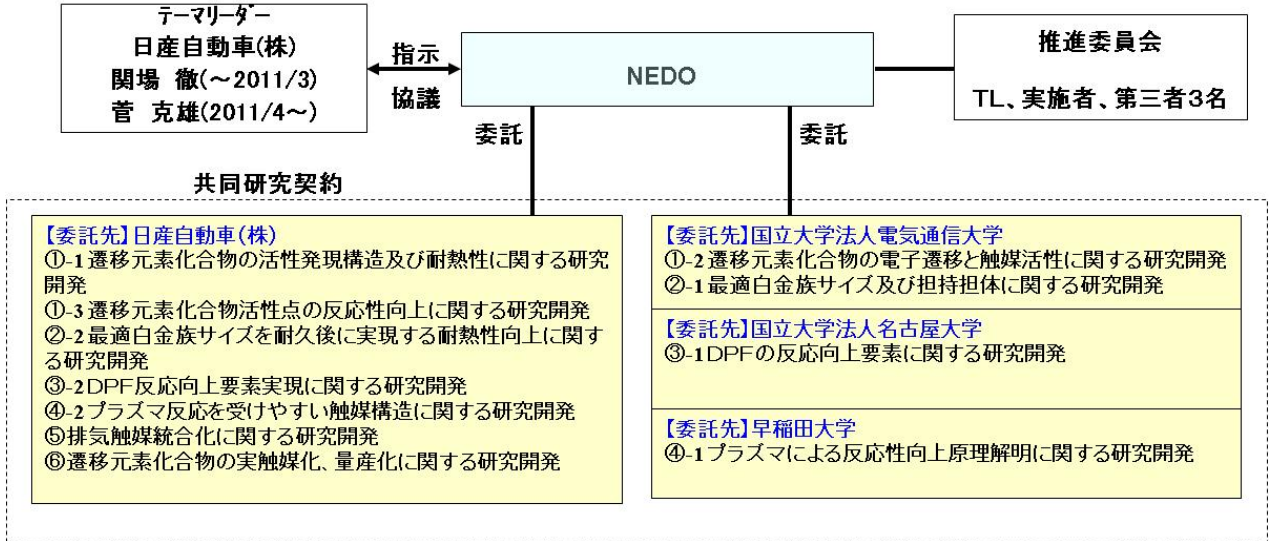 テーマリーダー
日産自動車(株)
関場 徹(～2011/3)
菅 克雄(2011/4～)
指示
協議
NEDO
推進委員会
TL、実施者、第三者3名
委託
委託
共同研究契約
【委託先】日産自動車(株)
①-1遷移元素化合物の活性発現構造及び耐熱性に関する研究
開発
①-3遷移元素化合物活性点の反応性向上に関する研究開発
②-2最適白金族サイズを耐久後に実現する耐熱性向上に関す
る研究開発
③-2DPF反応向上要素実現に関する研究開発
④-2プラズマ反応を受けやすい触媒構造に関する研究開発
⑤排気触媒統合化に関する研究開発
⑥遷移元素化合物の実触媒化、量産化に関する研究開発
【委託先】国立大学法人電気通信大学
①-2遷移元素化合物の電子遷移と触媒活性に関する研究開発
②-1最適白金族サイズ及び担持担体に関する研究開発
【委託先】国立大学法人名古屋大学
③-1DPFの反応向上要素に関する研究開発
【委託先】早稲田大学
④-1プラズマによる反応性向上原理解明に関する研究開発